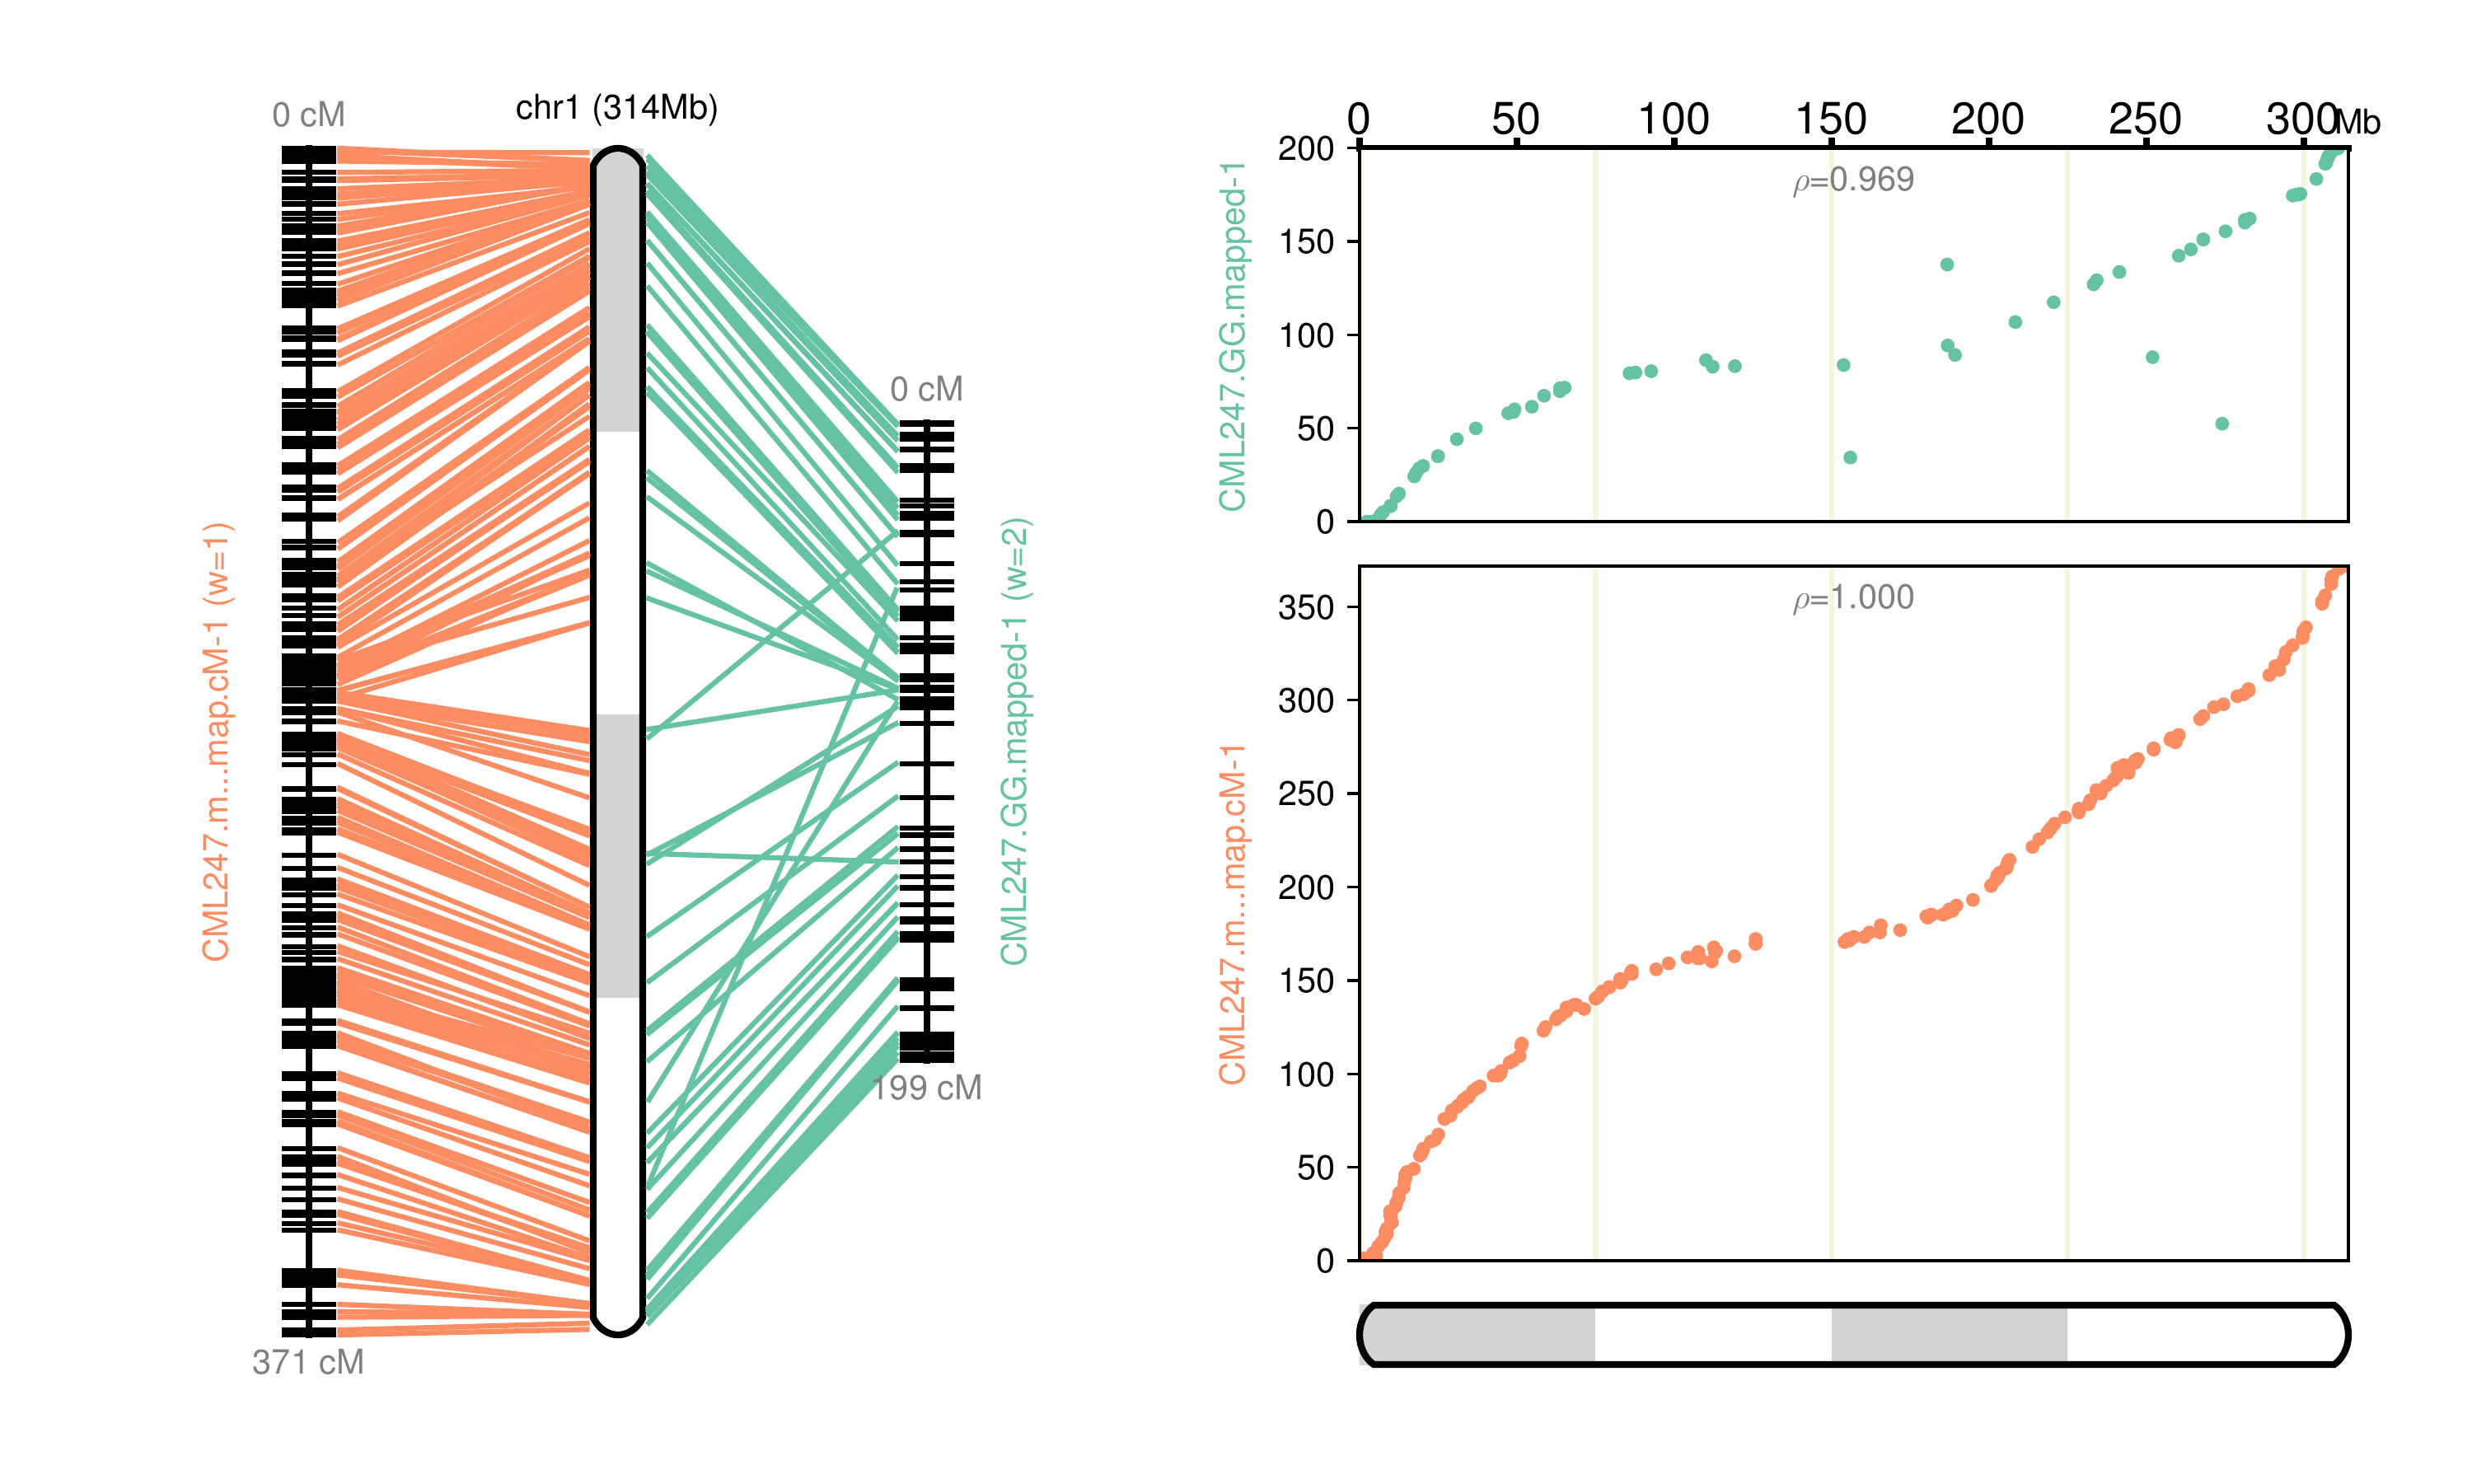 0 cM
chr1 (314Mb)
CML247.m...map.cM-1 (w=1)
371 cM
0 cM
CML247.GG.mapped-1 (w=2)
199 cM
0 50 100 150 200 250 300 Mb
CML247.GG.mapped-1
200
150
100
50
0
ρ=0.969
CML247.m...map.cM-1
350
300
250
200
150
100
50
0
ρ=1.000